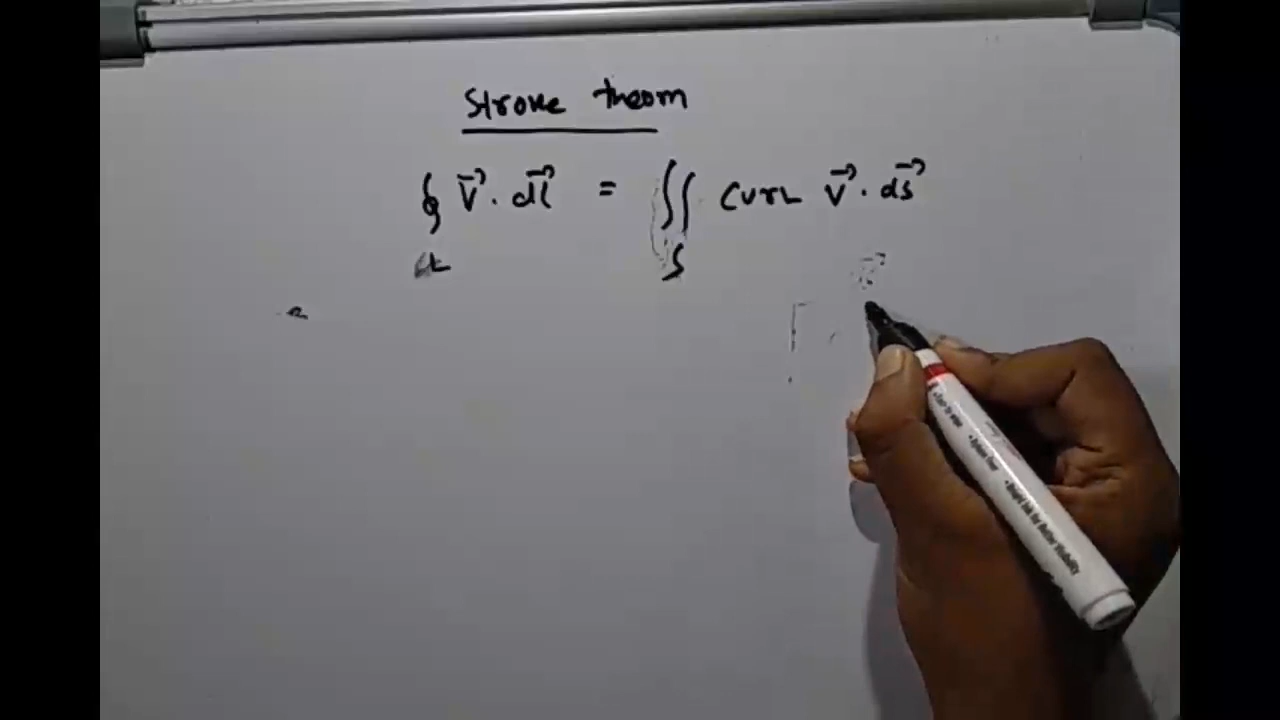 Stroke theom
∮ V⃗ . dl⃗ = ∬ Curl V⃗ . ds⃗
L S